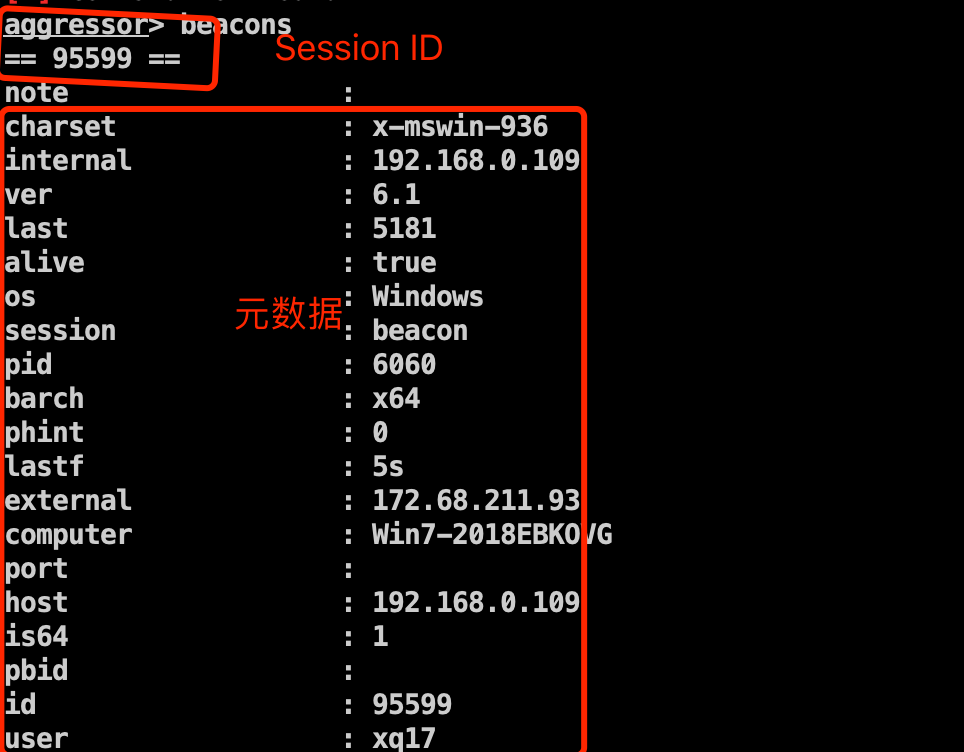 aggressor> beacons
Session ID
== 95599 ==
note :
charset : x-mswin-936
internal : 192.168.0.109
ver : 6.1
last : 5181
alive : true
os : Windows
元数据
session : beacon
pid : 6060
barch : x64
phint : 0
lastf : 5s
external : 172.68.211.93
computer : Win7-2018EBKOVG
port :
host : 192.168.0.109
is64 : 1
pbid :
id : 95599
user : xq17